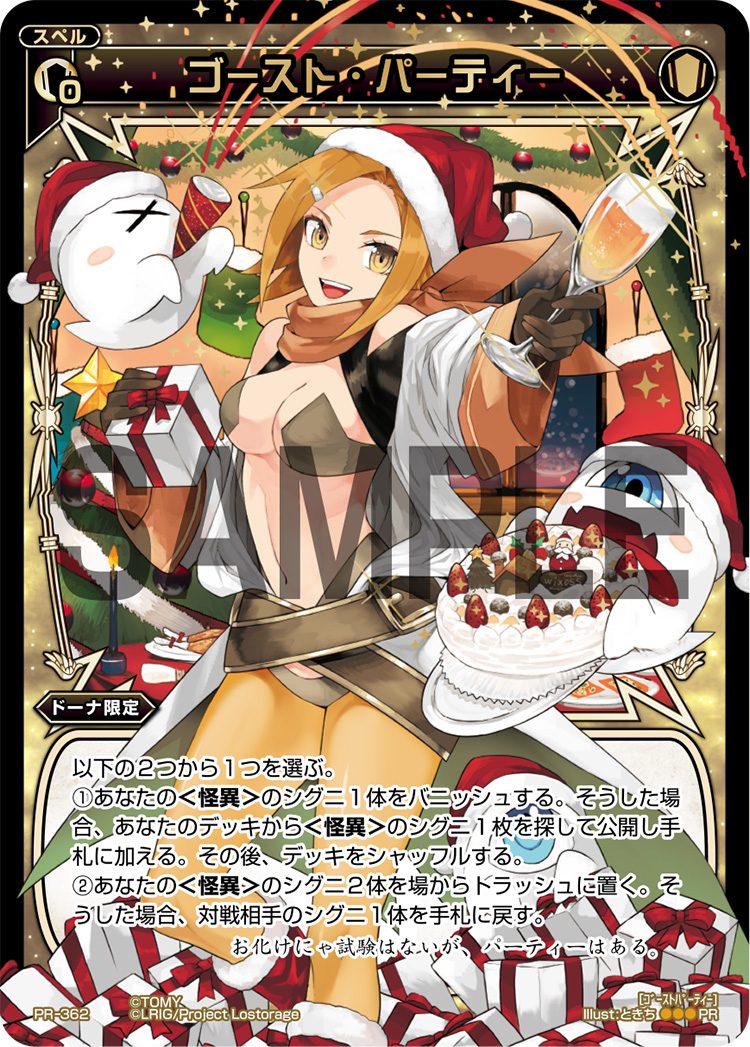 スペル
0
ゴースト・パーティー
SAMPLE
WIXOSS
ドーナ限定
以下の2つから1つを選ぶ。
①あなたの<怪異>のシグニ1体をバニッシュする。そうした場
合、あなたのデッキから<怪異>のシグニ1枚を探して公開し手
札に加える。その後、デッキをシャッフルする。
②あなたの<怪異>のシグニ2体を場からトラッシュに置く。そ
うした場合、対戦相手のシグニ1体を手札に戻す。
お化けにゃ試験はないが、パーティーはある。
[ゴーストパーティー]
PR-362 ©TOMY
©LRIG/Project Lostorage
Illust:ときち ●●●PR